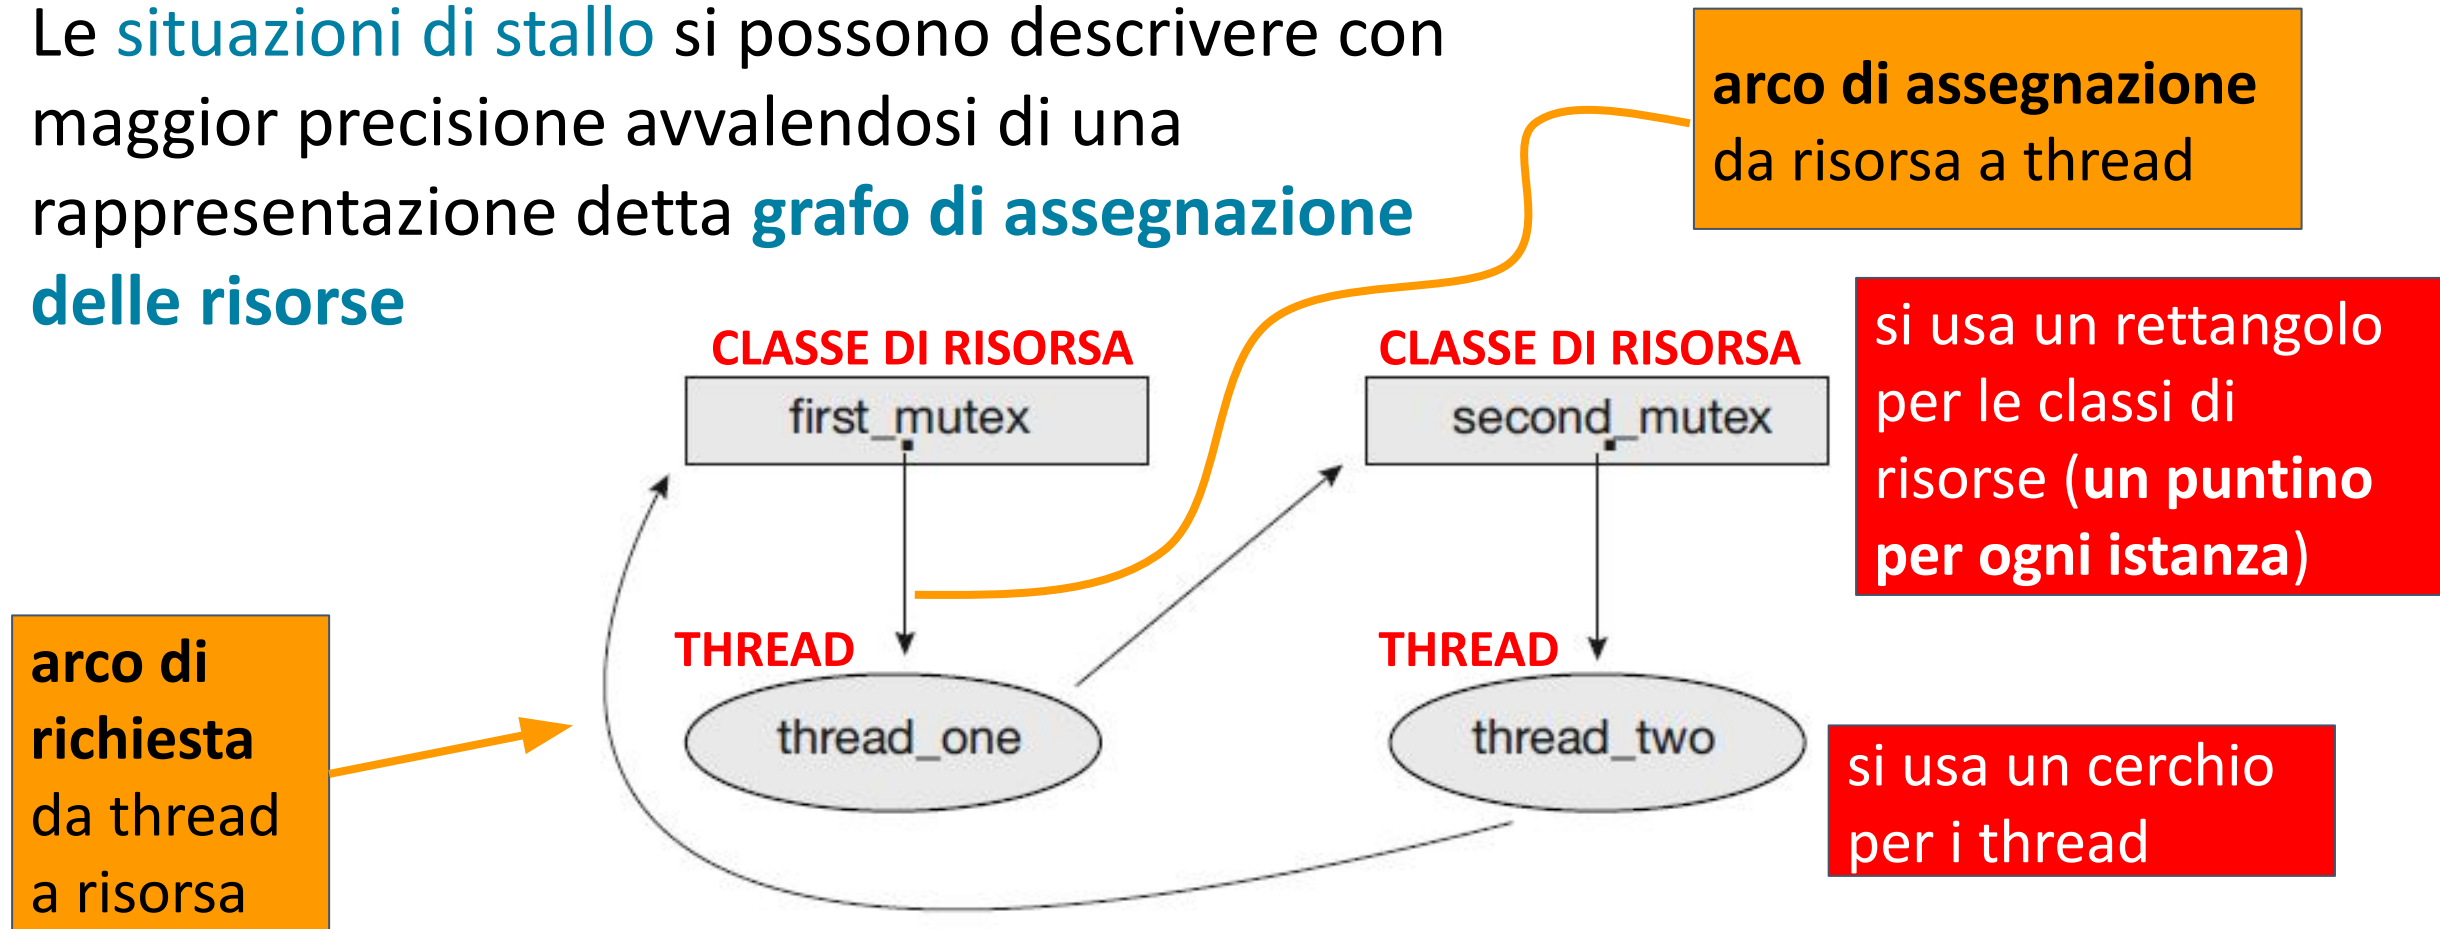 Le situazioni di stallo si possono descrivere con
maggior precisione avvalendosi di una
rappresentazione detta grafo di assegnazione
delle risorse
arco di assegnazione
da risorsa a thread
CLASSE DI RISORSA
first_mutex
CLASSE DI RISORSA
second_mutex
si usa un rettangolo
per le classi di
risorse (un puntino
per ogni istanza)
arco di
richiesta
da thread
a risorsa
THREAD
thread_one
THREAD
thread_two
si usa un cerchio
per i thread